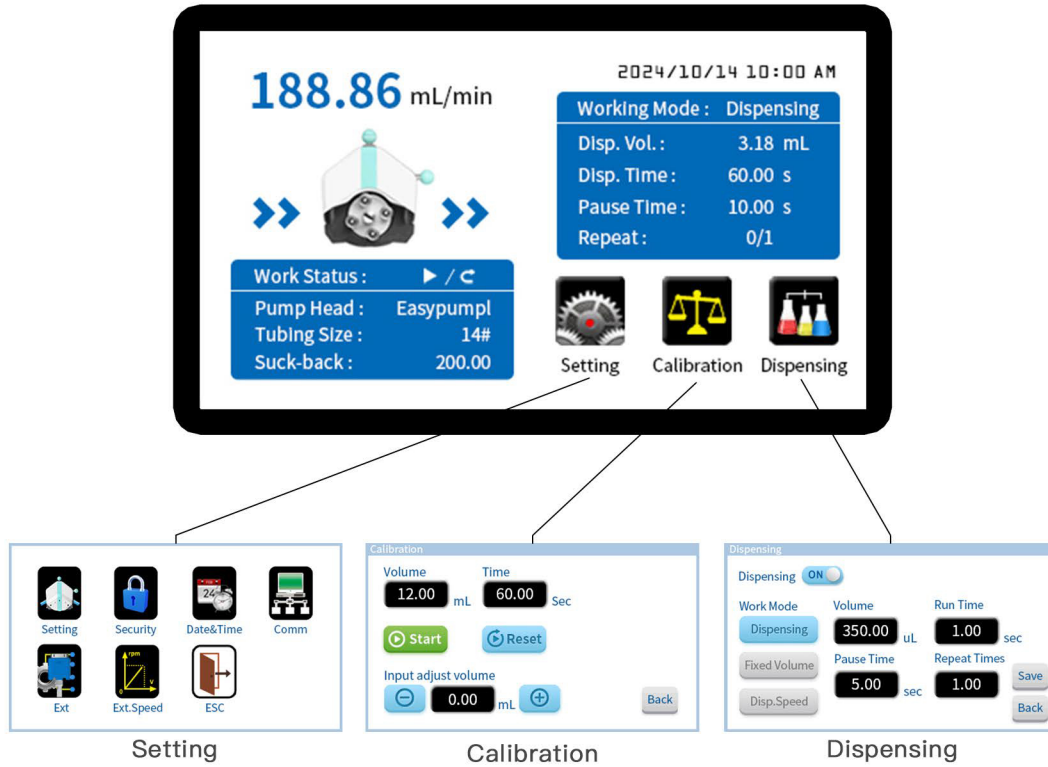 188.86 mL/min
2024/10/14 10:00 AM
Working Mode : Dispensing
Disp. Vol. : 3.18 mL
Disp. Time : 60.00 s
Pause Time : 10.00 s
Repeat : 0/1
Work Status : /
Pump Head : Easypumpl
Tubing Size : 14#
Suck-back : 200.00
Setting Calibration Dispensing
Setting Security Date&Time Comm
24
rpm
0 v
Ext Ext.Speed ESC
Setting
Calibration
Volume Time
12.00 mL 60.00 Sec
Start Reset
Input adjust volume
0.00 mL
Back
Calibration
Dispensing
Dispensing ON
Work Mode Volume Run Time
Dispensing 350.00 uL 1.00 sec
Fixed Volume Pause Time Repeat Times
5.00 sec 1.00 Save
Disp.Speed Back
Dispensing